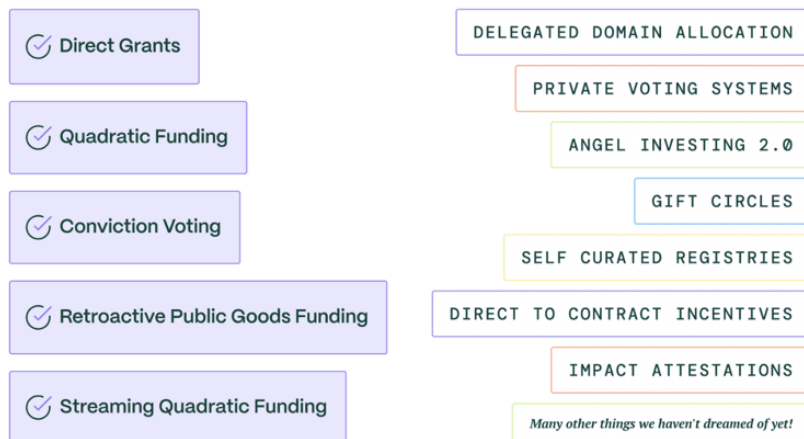 Direct Grants
Quadratic Funding
Conviction Voting
Retroactive Public Goods Funding
Streaming Quadratic Funding
DELEGATED DOMAIN ALLOCATION
PRIVATE VOTING SYSTEMS
ANGEL INVESTING 2.0
GIFT CIRCLES
SELF CURATED REGISTRIES
DIRECT TO CONTRACT INCENTIVES
IMPACT ATTESTATIONS
Many other things we haven't dreamed of yet!